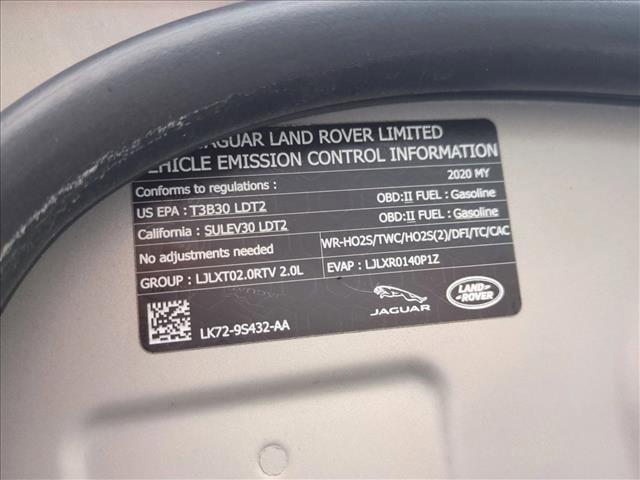 JAGUAR LAND ROVER LIMITED
VEHICLE EMISSION CONTROL INFORMATION
Conforms to regulations : 2020 MY
US EPA : T3B30 LDT2 OBD:II FUEL : Gasoline
California : SULEV30 LDT2 OBD:II FUEL : Gasoline
No adjustments needed WR-HO2S/TWC/HO2S(2)/DFI/TC/CAC
GROUP : LJLXT02.0RTV 2.0L EVAP : LJLXR0140P1Z
LK72-9S432-AA
JAGUAR
LAND-
ROVER